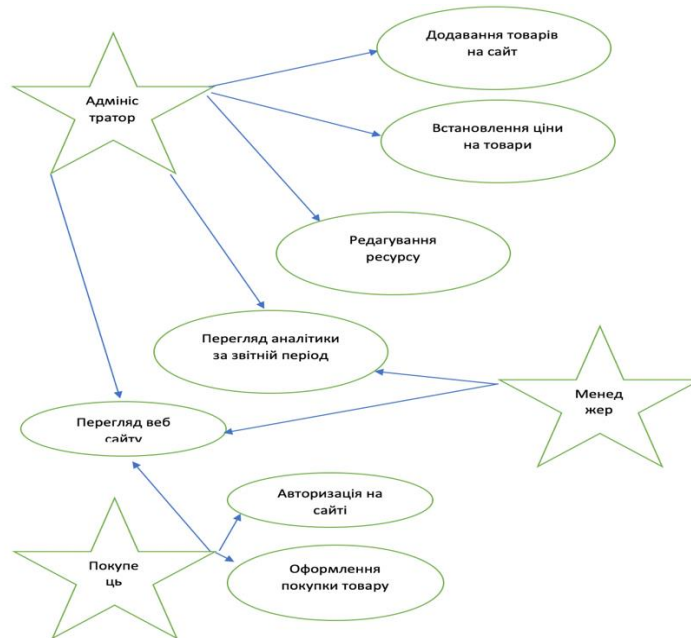 Додавання товарів
на сайт
Адмініс
тратор
Встановлення ціни
на товари
Редагування
ресурсу
Перегляд аналітики
за звітній період
Менед
жер
Перегляд веб
сайту
Авторизація на
сайті
Покупе
ць
Оформлення
покупки товару